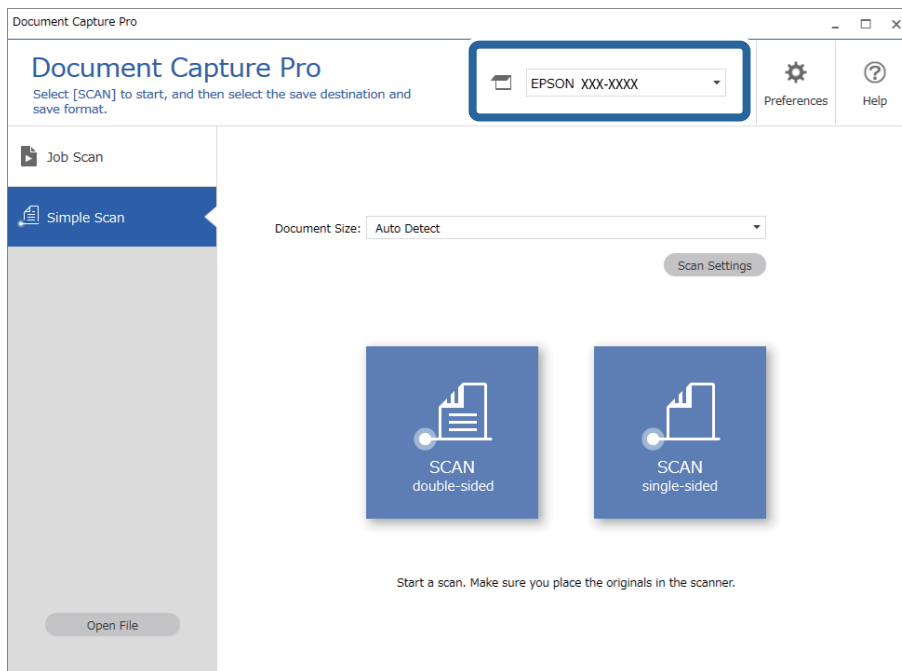 Document Capture Pro
Document Capture Pro
Select [SCAN] to start, and then select the save destination and
save format.
EPSON XXX-XXXX
Preferences
Help
Job Scan
Simple Scan
Document Size:
Auto Detect
Scan Settings
SCAN
double-sided
SCAN
single-sided
Start a scan. Make sure you place the originals in the scanner.
Open File